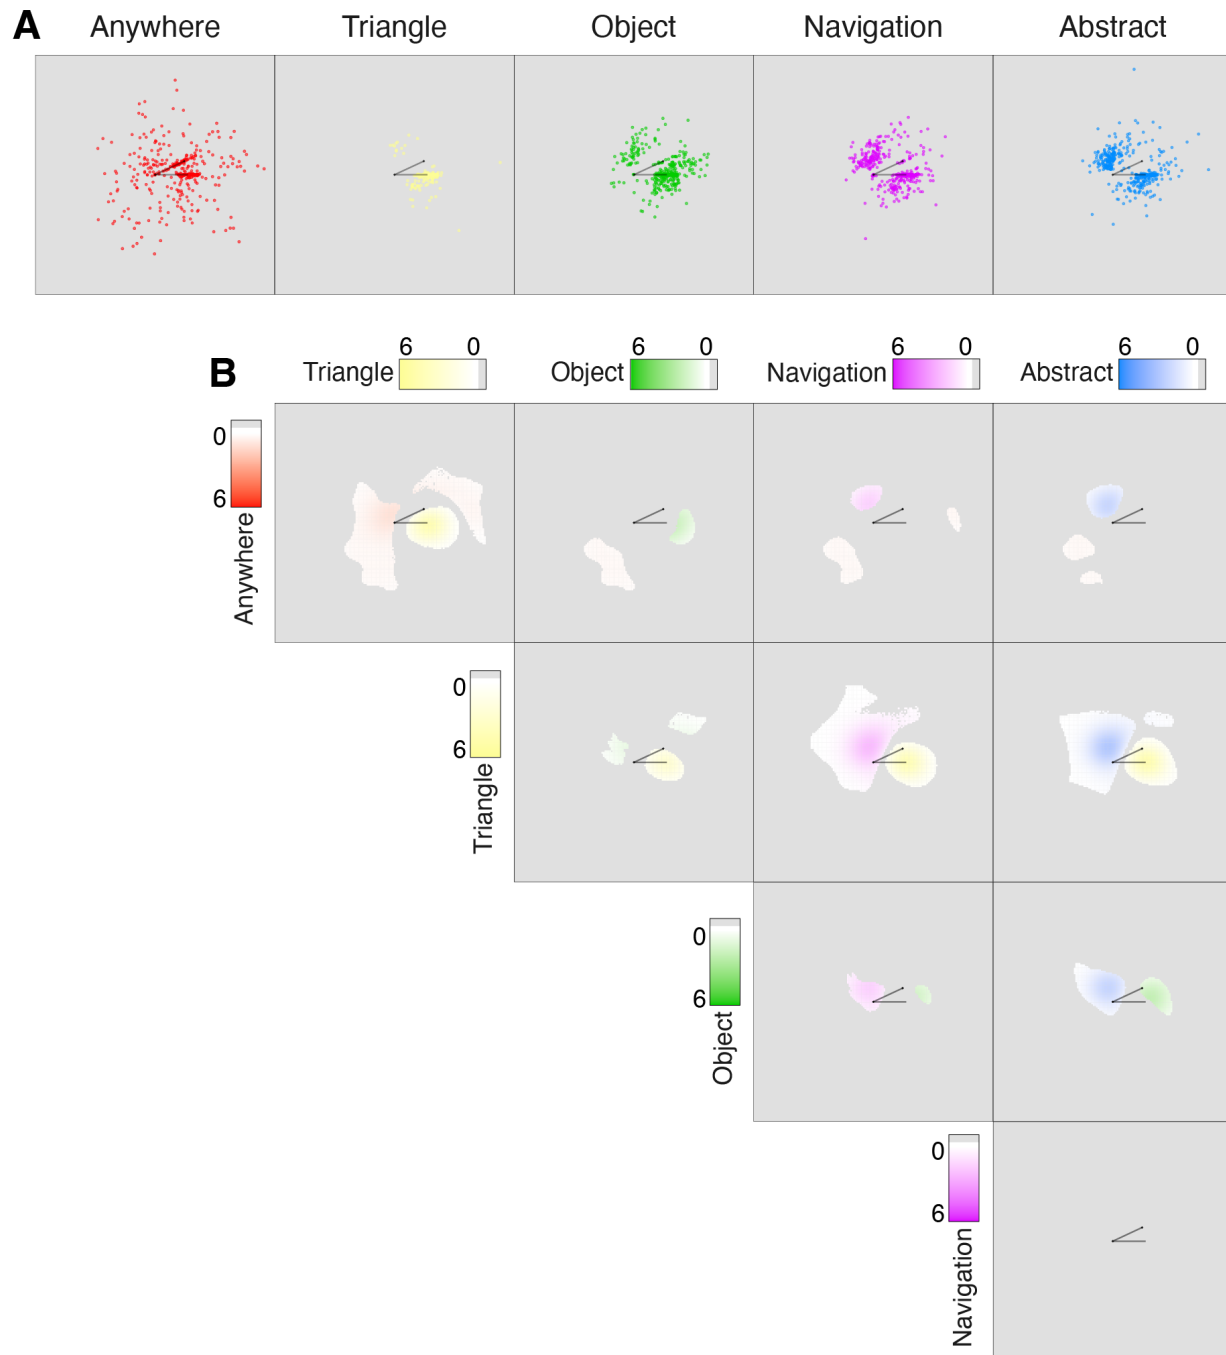 A
Anywhere Triangle Object Navigation Abstract
B
6 0 6 0 6 0 6 0
Triangle Object Navigation Abstract
0
6
Anywhere
0
6
Triangle
0
6
Object
0
6
Navigation